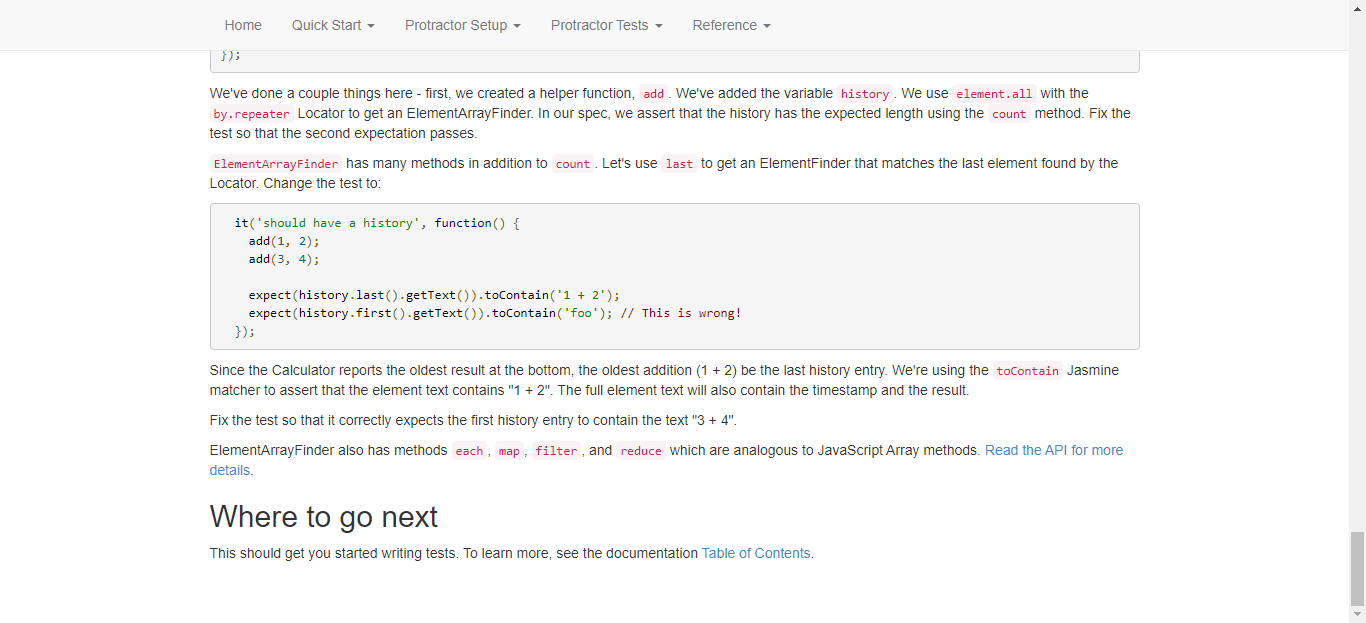 Home Quick Start Protractor Setup Protractor Tests Reference
});
We've done a couple things here - first, we created a helper function, add. We've added the variable history. We use element.all with the
by.repeater Locator to get an ElementArrayFinder. In our spec, we assert that the history has the expected length using the count method. Fix the
test so that the second expectation passes.
ElementArrayFinder has many methods in addition to count. Let's use last to get an ElementFinder that matches the last element found by the
Locator. Change the test to:
it('should have a history', function() {
add(1, 2);
add(3, 4);
expect(history.last().getText()).toContain('1 + 2');
expect(history.first().getText()).toContain('foo'); // This is wrong!
});
Since the Calculator reports the oldest result at the bottom, the oldest addition (1 + 2) be the last history entry. We're using the toContain Jasmine
matcher to assert that the element text contains "1 + 2". The full element text will also contain the timestamp and the result.
Fix the test so that it correctly expects the first history entry to contain the text "3 + 4".
ElementArrayFinder also has methods each, map, filter, and reduce which are analogous to JavaScript Array methods. Read the API for more
details.
Where to go next
This should get you started writing tests. To learn more, see the documentation Table of Contents.